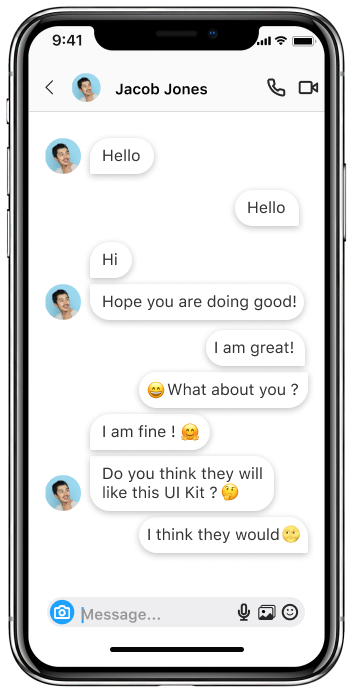 9:41
Jacob Jones
Hello
Hello
Hi
Hope you are doing good!
I am great!
😄What about you ?
I am fine ! 🤗
Do you think they will
like this UI Kit ?🤔
I think they would🙂
Message...